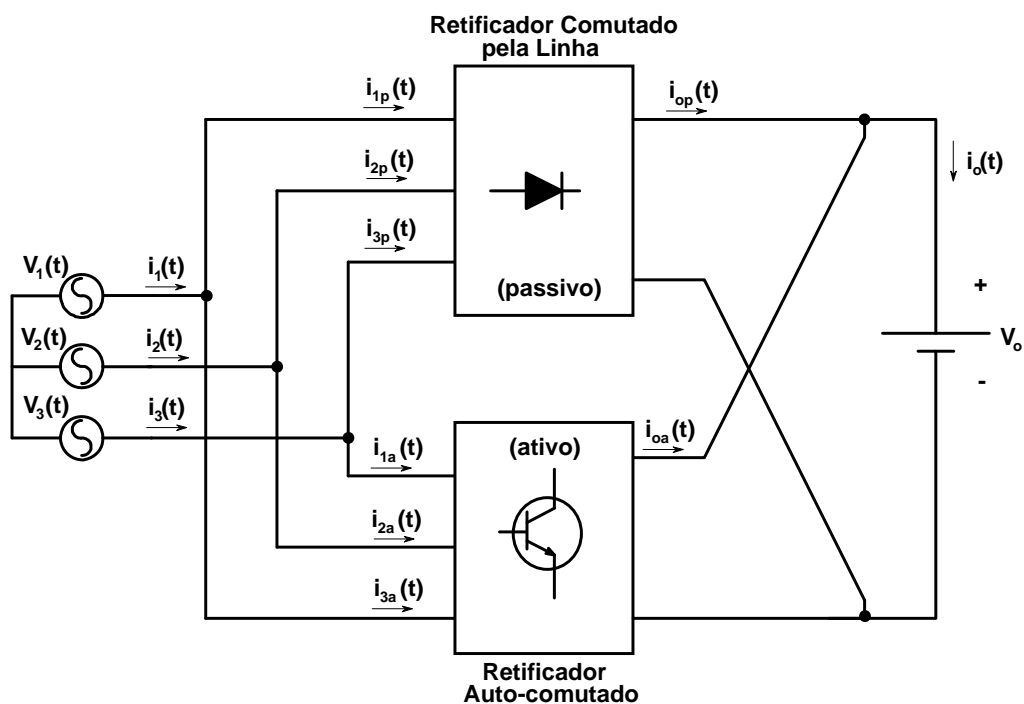 Retificador Comutado
pela Linha
i1p(t)
iop(t)
i2p(t)
io(t)
i3p(t)
V1(t)
i1(t)
(passivo)
+
V2(t)
i2(t)
Vo
V3(t)
i3(t)
-
i1a(t)
(ativo)
ioa(t)
i2a(t)
i3a(t)
Retificador
Auto-comutado